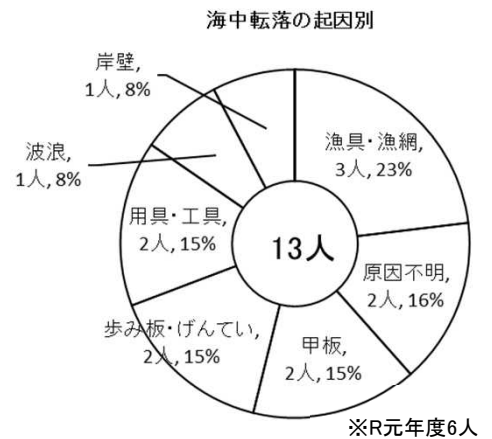 海中転落の起因別
岸壁,
1人, 8%
波浪,
1人, 8%
用具・工具,
2人, 15%
歩み板・げんてい,
2人, 15%
甲板,
2人, 15%
原因不明,
2人, 16%
漁具・漁網,
3人, 23%
13人
※R元年度6人